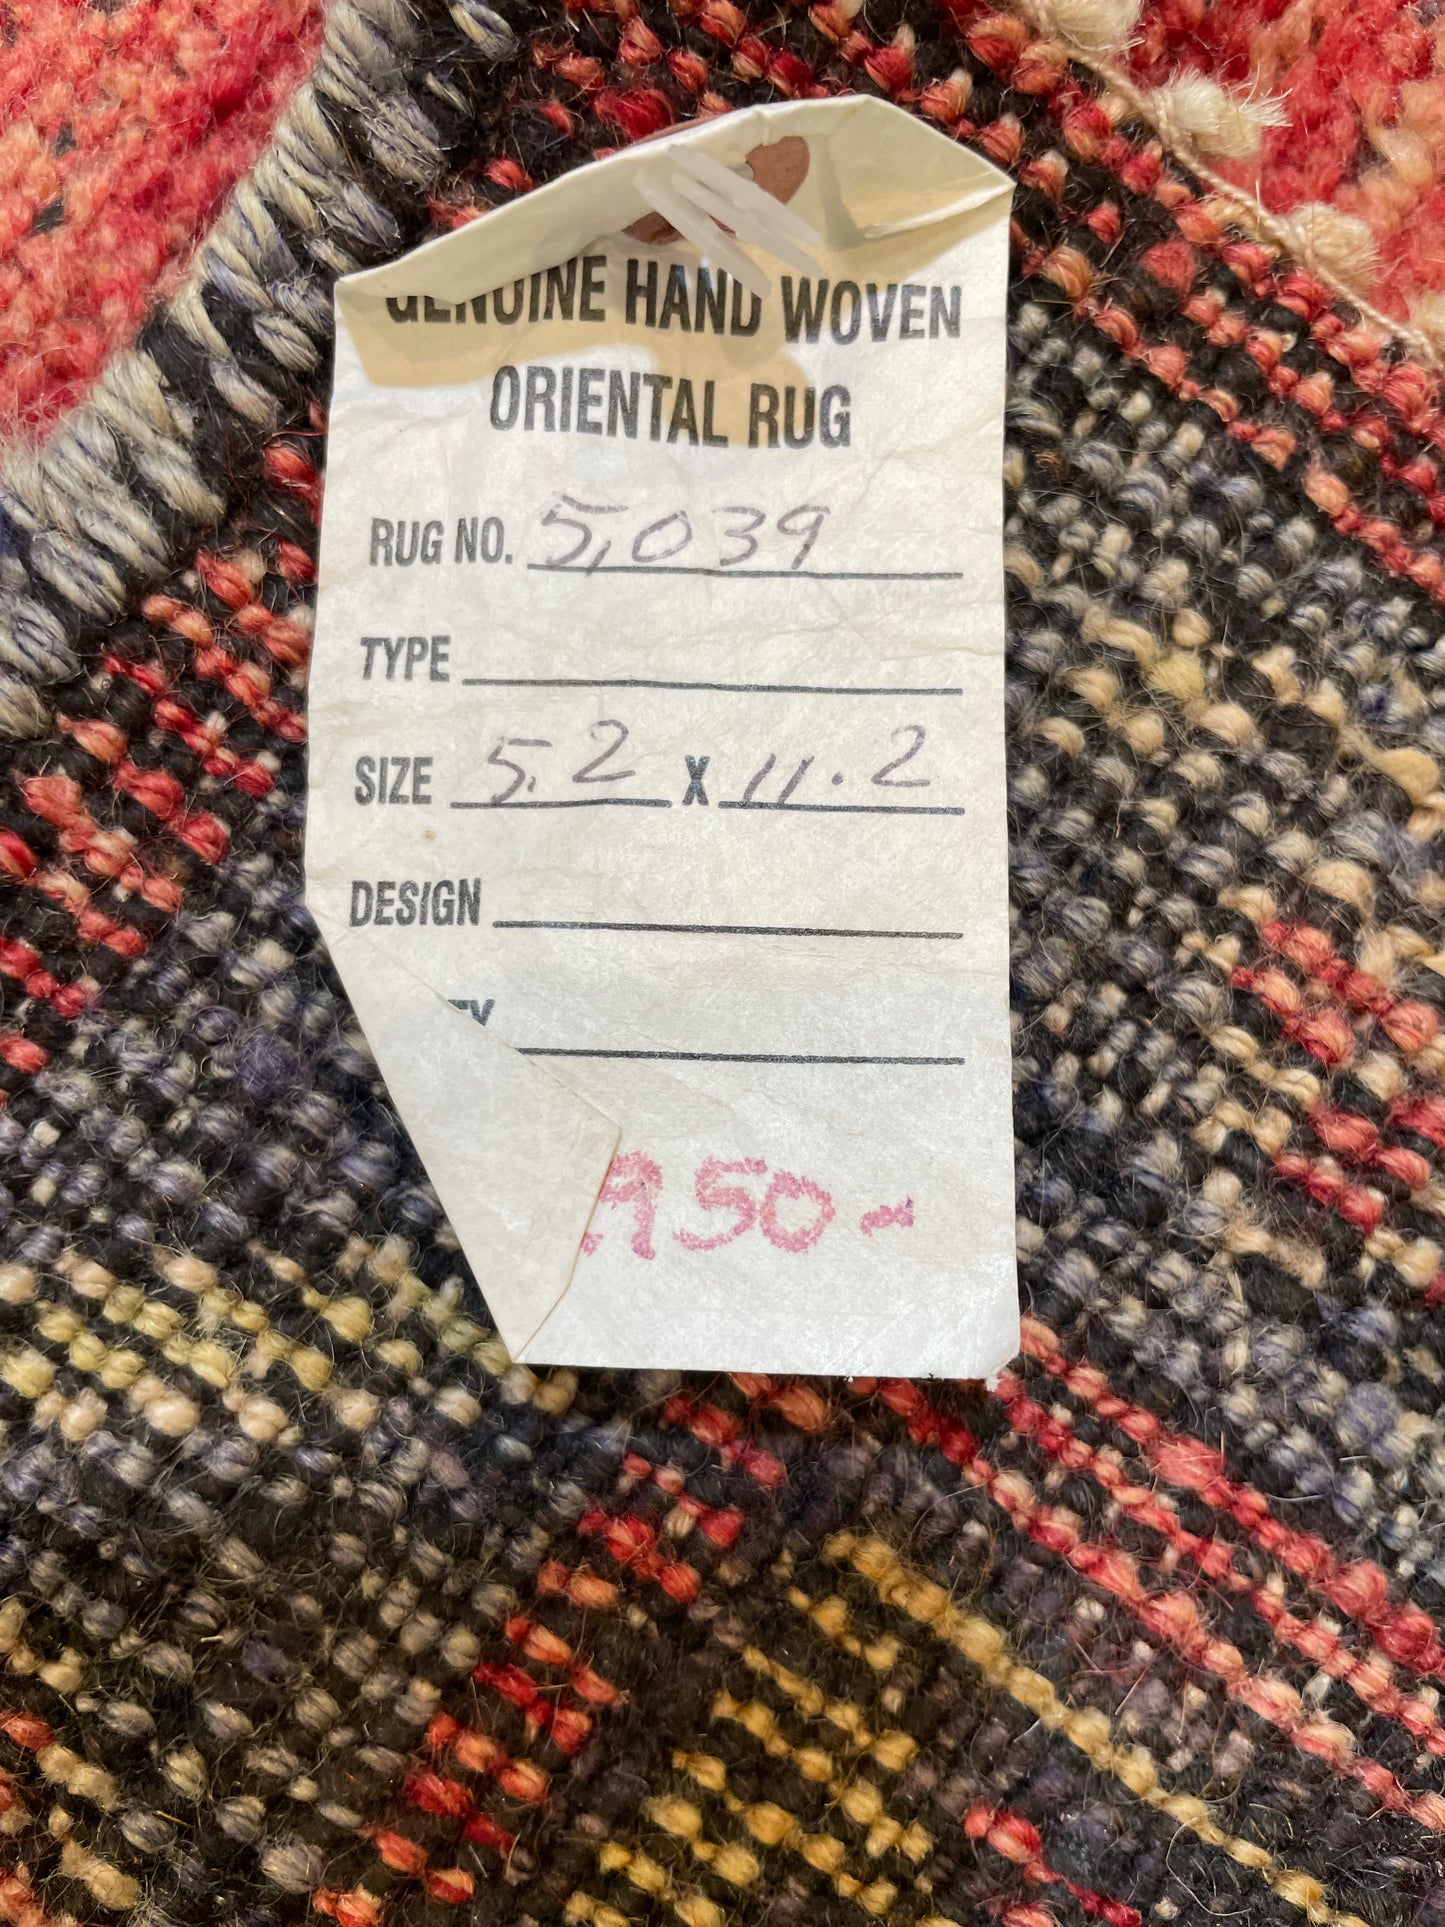 GENUINE HAND WOVEN
ORIENTAL RUG
RUG NO. 5,039
TYPE
SIZE 5.2 X 11.2
DESIGN
950-